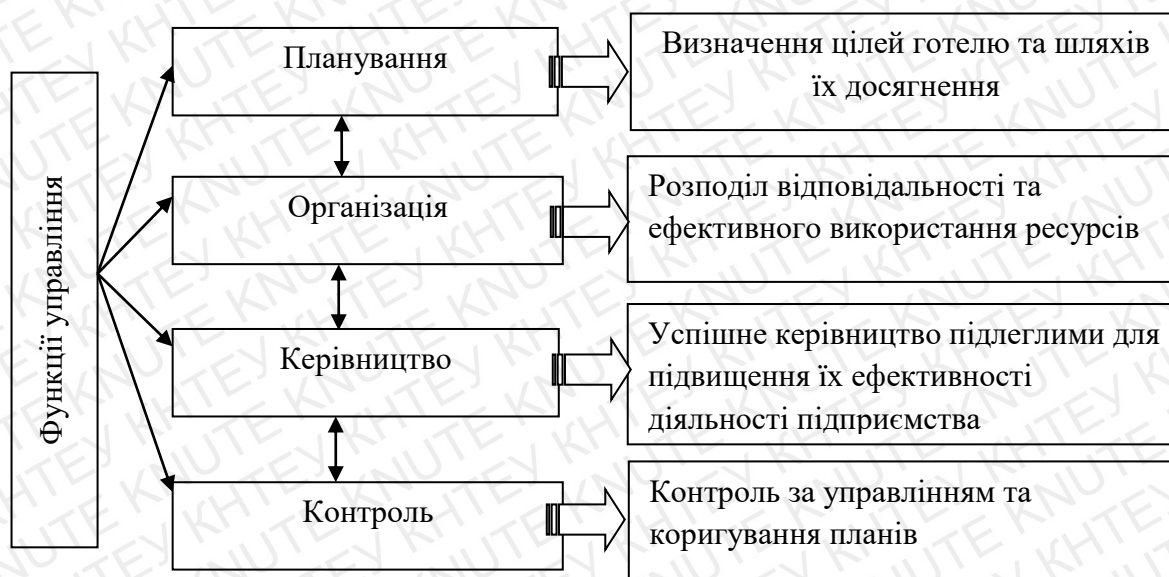 Функції управління
Планування
Визначення цілей готелю та шляхів
їх досягнення
Організація
Розподіл відповідальності та
ефективного використання ресурсів
Керівництво
Успішне керівництво підлеглими для
підвищення їх ефективності
діяльності підприємства
Контроль
Контроль за управлінням та
коригування планів